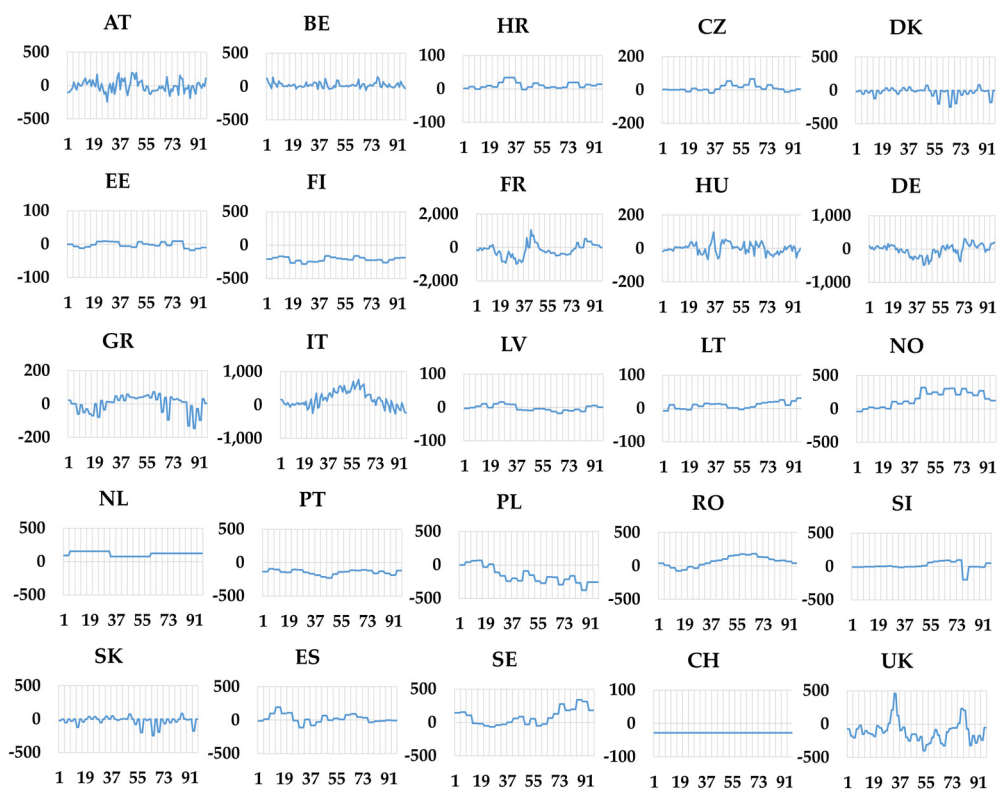 AT BE HR CZ DK
500 500 100 200 500
0 0 0 0 0
-500 -500 -100 -200 -500
1 19 37 55 73 91 1 19 37 55 73 91 1 19 37 55 73 91 1 19 37 55 73 91 1 19 37 55 73 91
EE FI FR HU DE
100 500 2,000 200 1,000
0 0 0 0 0
-100 -500 -2,000 -200 -1,000
1 19 37 55 73 91 1 19 37 55 73 91 1 19 37 55 73 91 1 19 37 55 73 91 1 19 37 55 73 91
GR IT LV LT NO
200 1,000 100 100 500
0 0 0 0 0
-200 -1,000 -100 -100 -500
1 19 37 55 73 91 1 19 37 55 73 91 1 19 37 55 73 91 1 19 37 55 73 91 1 19 37 55 73 91
NL PT PL RO SI
500 500 500 500 500
0 0 0 0 0
-500 -500 -500 -500 -500
1 19 37 55 73 91 1 19 37 55 73 91 1 19 37 55 73 91 1 19 37 55 73 91 1 19 37 55 73 91
SK ES SE CH UK
500 500 500 100 500
0 0 0 0 0
-500 -500 -500 -100 -500
1 19 37 55 73 91 1 19 37 55 73 91 1 19 37 55 73 91 1 19 37 55 73 91 1 19 37 55 73 91